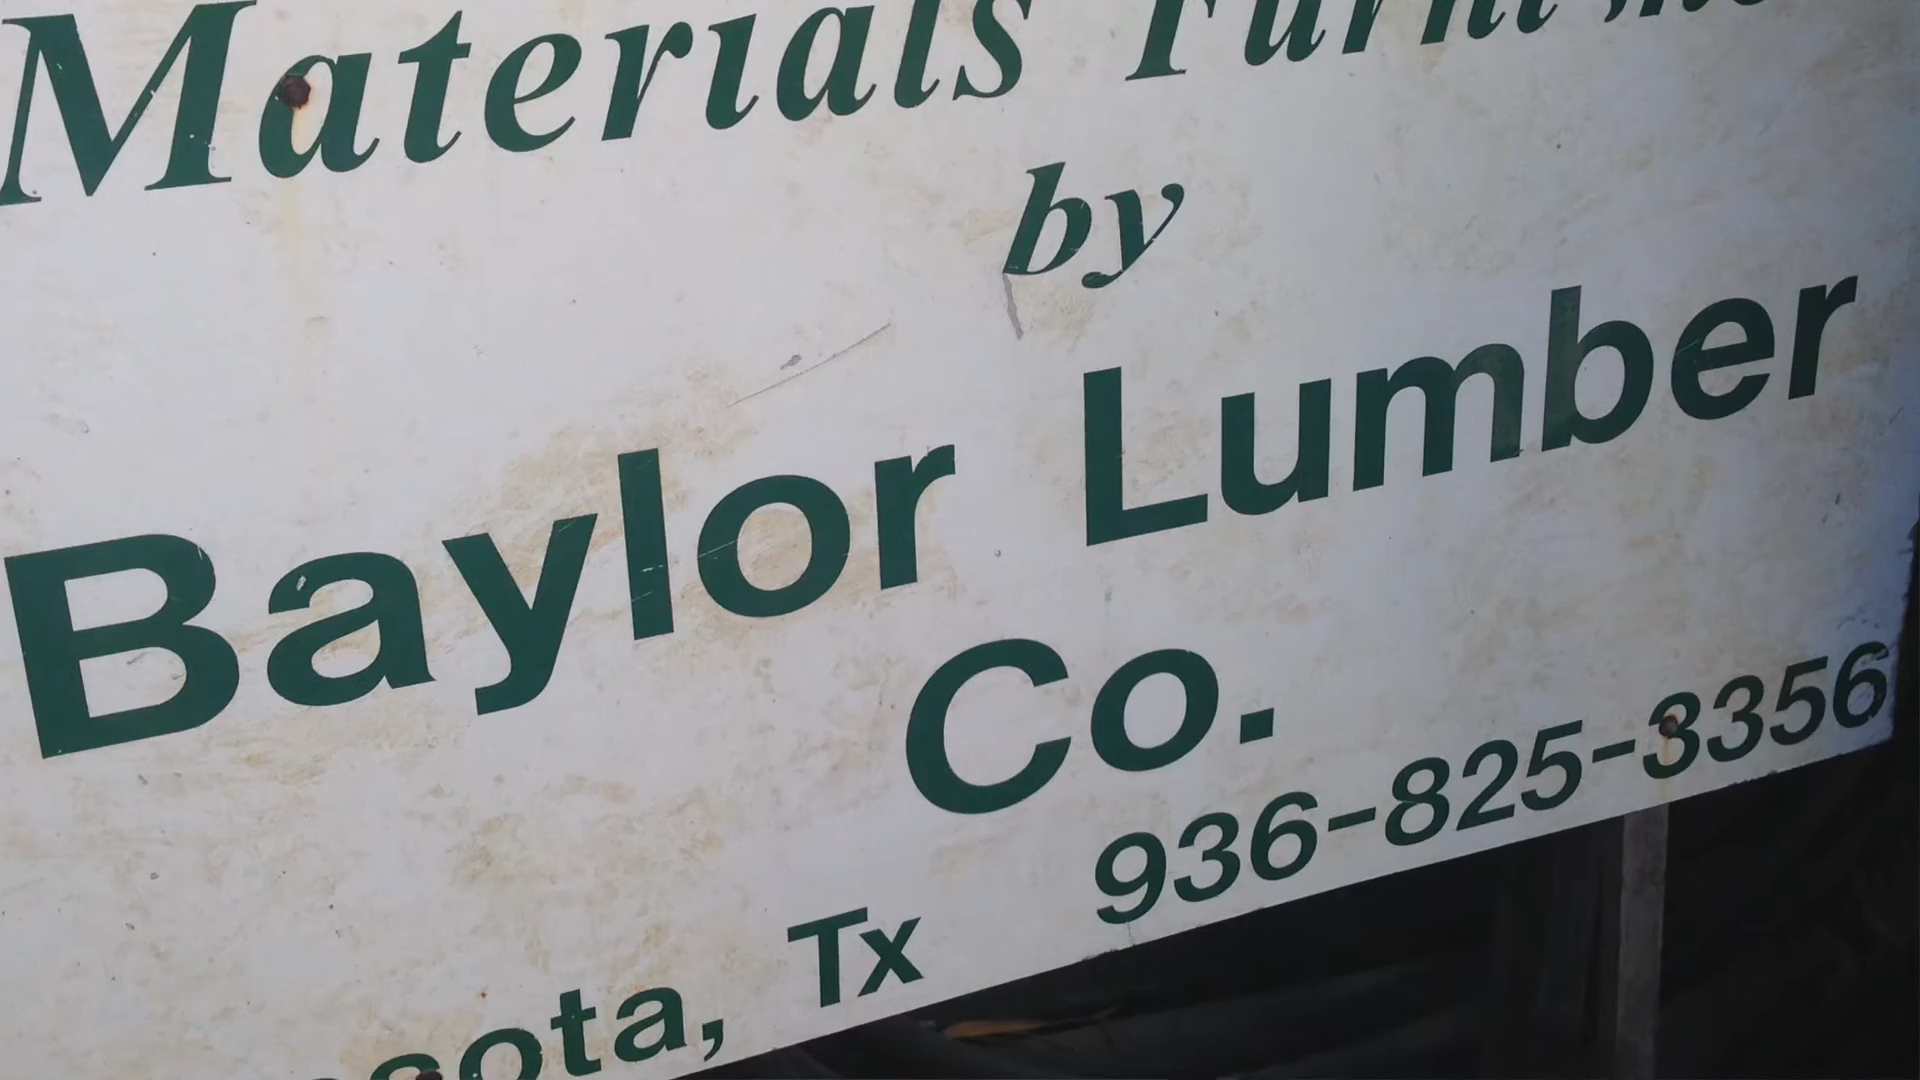 Materials
by
Baylor Lumber
Co.
Tx 936-825-3356